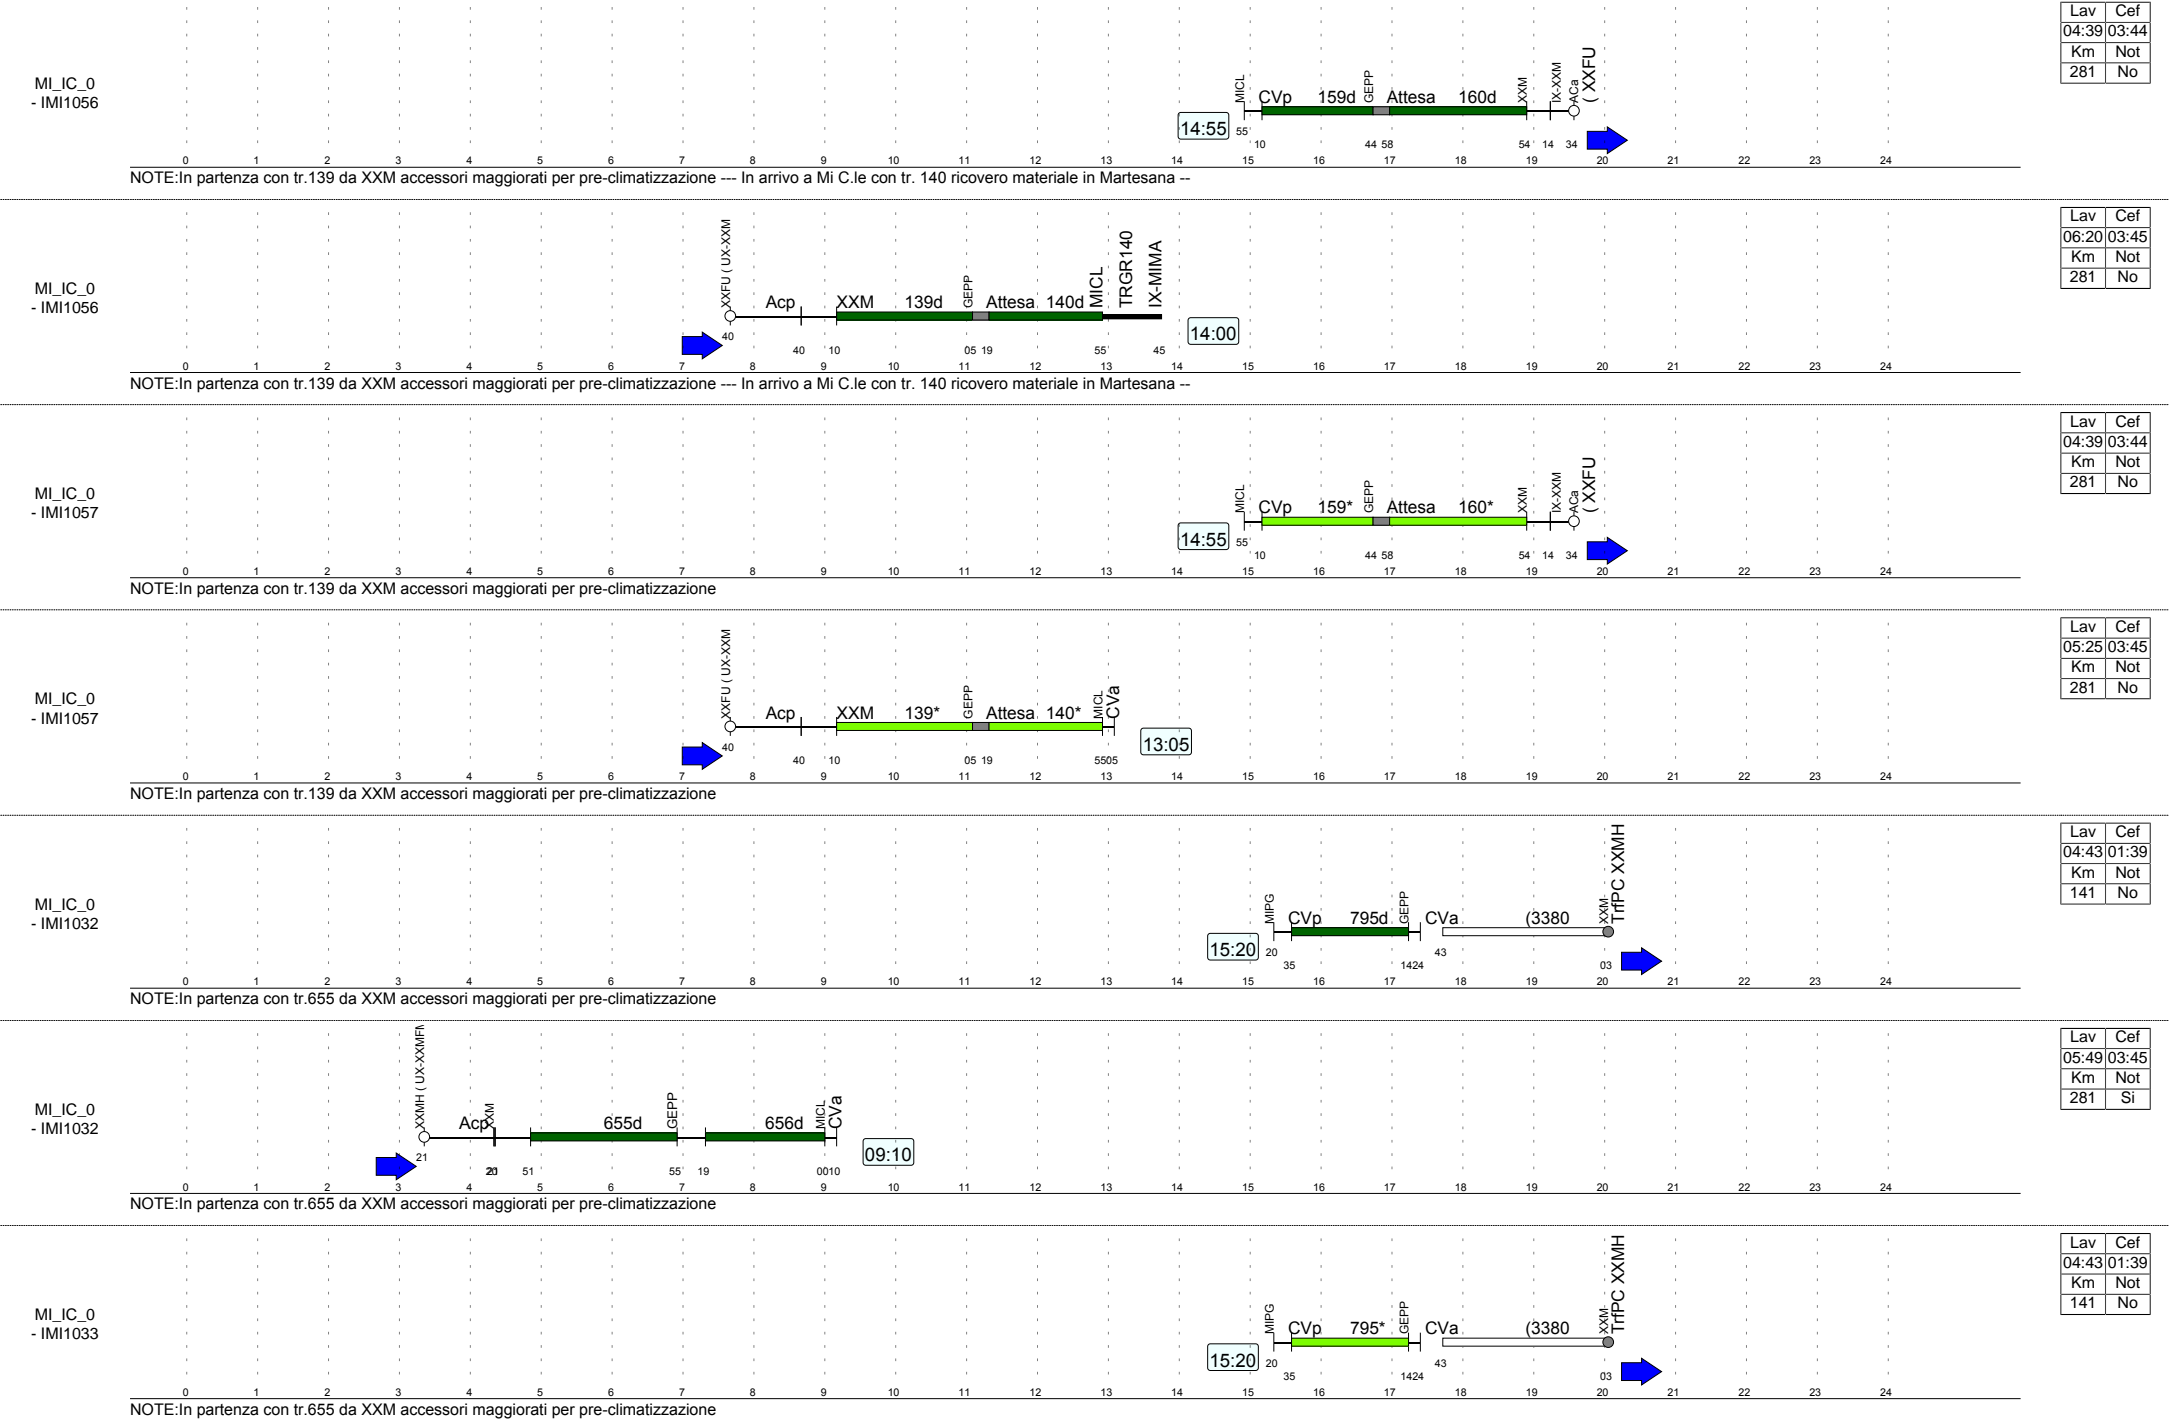 Lav Cef
04:39 03:44
Km Not
281 No
MI_IC_0
- IMI1056
MICL CVp 159d GEPP Attesa 160d XXM IX-XXM ACa ( XXFU
14:55 55 10 44 58 54 14 34
0 1 2 3 4 5 6 7 8 9 10 11 12 13 14 15 16 17 18 19 20 21 22 23 24
NOTE:In partenza con tr.139 da XXM accessori maggiorati per pre-climatizzazione --- In arrivo a Mi C.le con tr. 140 ricovero materiale in Martesana --
Lav Cef
06:20 03:45
Km Not
281 No
MI_IC_0
- IMI1056
XXFU ( UX-XXM Acp XXM 139d GEPP Attesa 140d MICL TRGR140 IX-MIMA
40 40 10 05 19 55 45 14:00
0 1 2 3 4 5 6 7 8 9 10 11 12 13 14 15 16 17 18 19 20 21 22 23 24
NOTE:In partenza con tr.139 da XXM accessori maggiorati per pre-climatizzazione --- In arrivo a Mi C.le con tr. 140 ricovero materiale in Martesana --
Lav Cef
04:39 03:44
Km Not
281 No
MI_IC_0
- IMI1057
MICL CVp 159* GEPP Attesa 160* XXM IX-XXM ACa ( XXFU
14:55 55 10 44 58 54 14 34
0 1 2 3 4 5 6 7 8 9 10 11 12 13 14 15 16 17 18 19 20 21 22 23 24
NOTE:In partenza con tr.139 da XXM accessori maggiorati per pre-climatizzazione
Lav Cef
05:25 03:45
Km Not
281 No
MI_IC_0
- IMI1057
XXFU ( UX-XXM Acp XXM 139* GEPP Attesa 140* MICL CVa
40 40 10 05 19 55 05 13:05
0 1 2 3 4 5 6 7 8 9 10 11 12 13 14 15 16 17 18 19 20 21 22 23 24
NOTE:In partenza con tr.139 da XXM accessori maggiorati per pre-climatizzazione
Lav Cef
04:43 01:39
Km Not
141 No
MI_IC_0
- IMI1032
MIPG CVp 795d GEPP CVa (3380 XXM- TrfPC XXMH
15:20 20 35 14 24 43 03
0 1 2 3 4 5 6 7 8 9 10 11 12 13 14 15 16 17 18 19 20 21 22 23 24
NOTE:In partenza con tr.655 da XXM accessori maggiorati per pre-climatizzazione
Lav Cef
05:49 03:45
Km Not
281 Si
MI_IC_0
- IMI1032
XXMH ( UX-XXMF Acp XXM 655d GEPP 656d MICL CVa
21 51 55 19 00 10 09:10
0 1 2 3 4 5 6 7 8 9 10 11 12 13 14 15 16 17 18 19 20 21 22 23 24
NOTE:In partenza con tr.655 da XXM accessori maggiorati per pre-climatizzazione
Lav Cef
04:43 01:39
Km Not
141 No
MI_IC_0
- IMI1033
MIPG CVp 795* GEPP CVa (3380 XXM- TrfPC XXMH
15:20 20 35 14 24 43 03
0 1 2 3 4 5 6 7 8 9 10 11 12 13 14 15 16 17 18 19 20 21 22 23 24
NOTE:In partenza con tr.655 da XXM accessori maggiorati per pre-climatizzazione